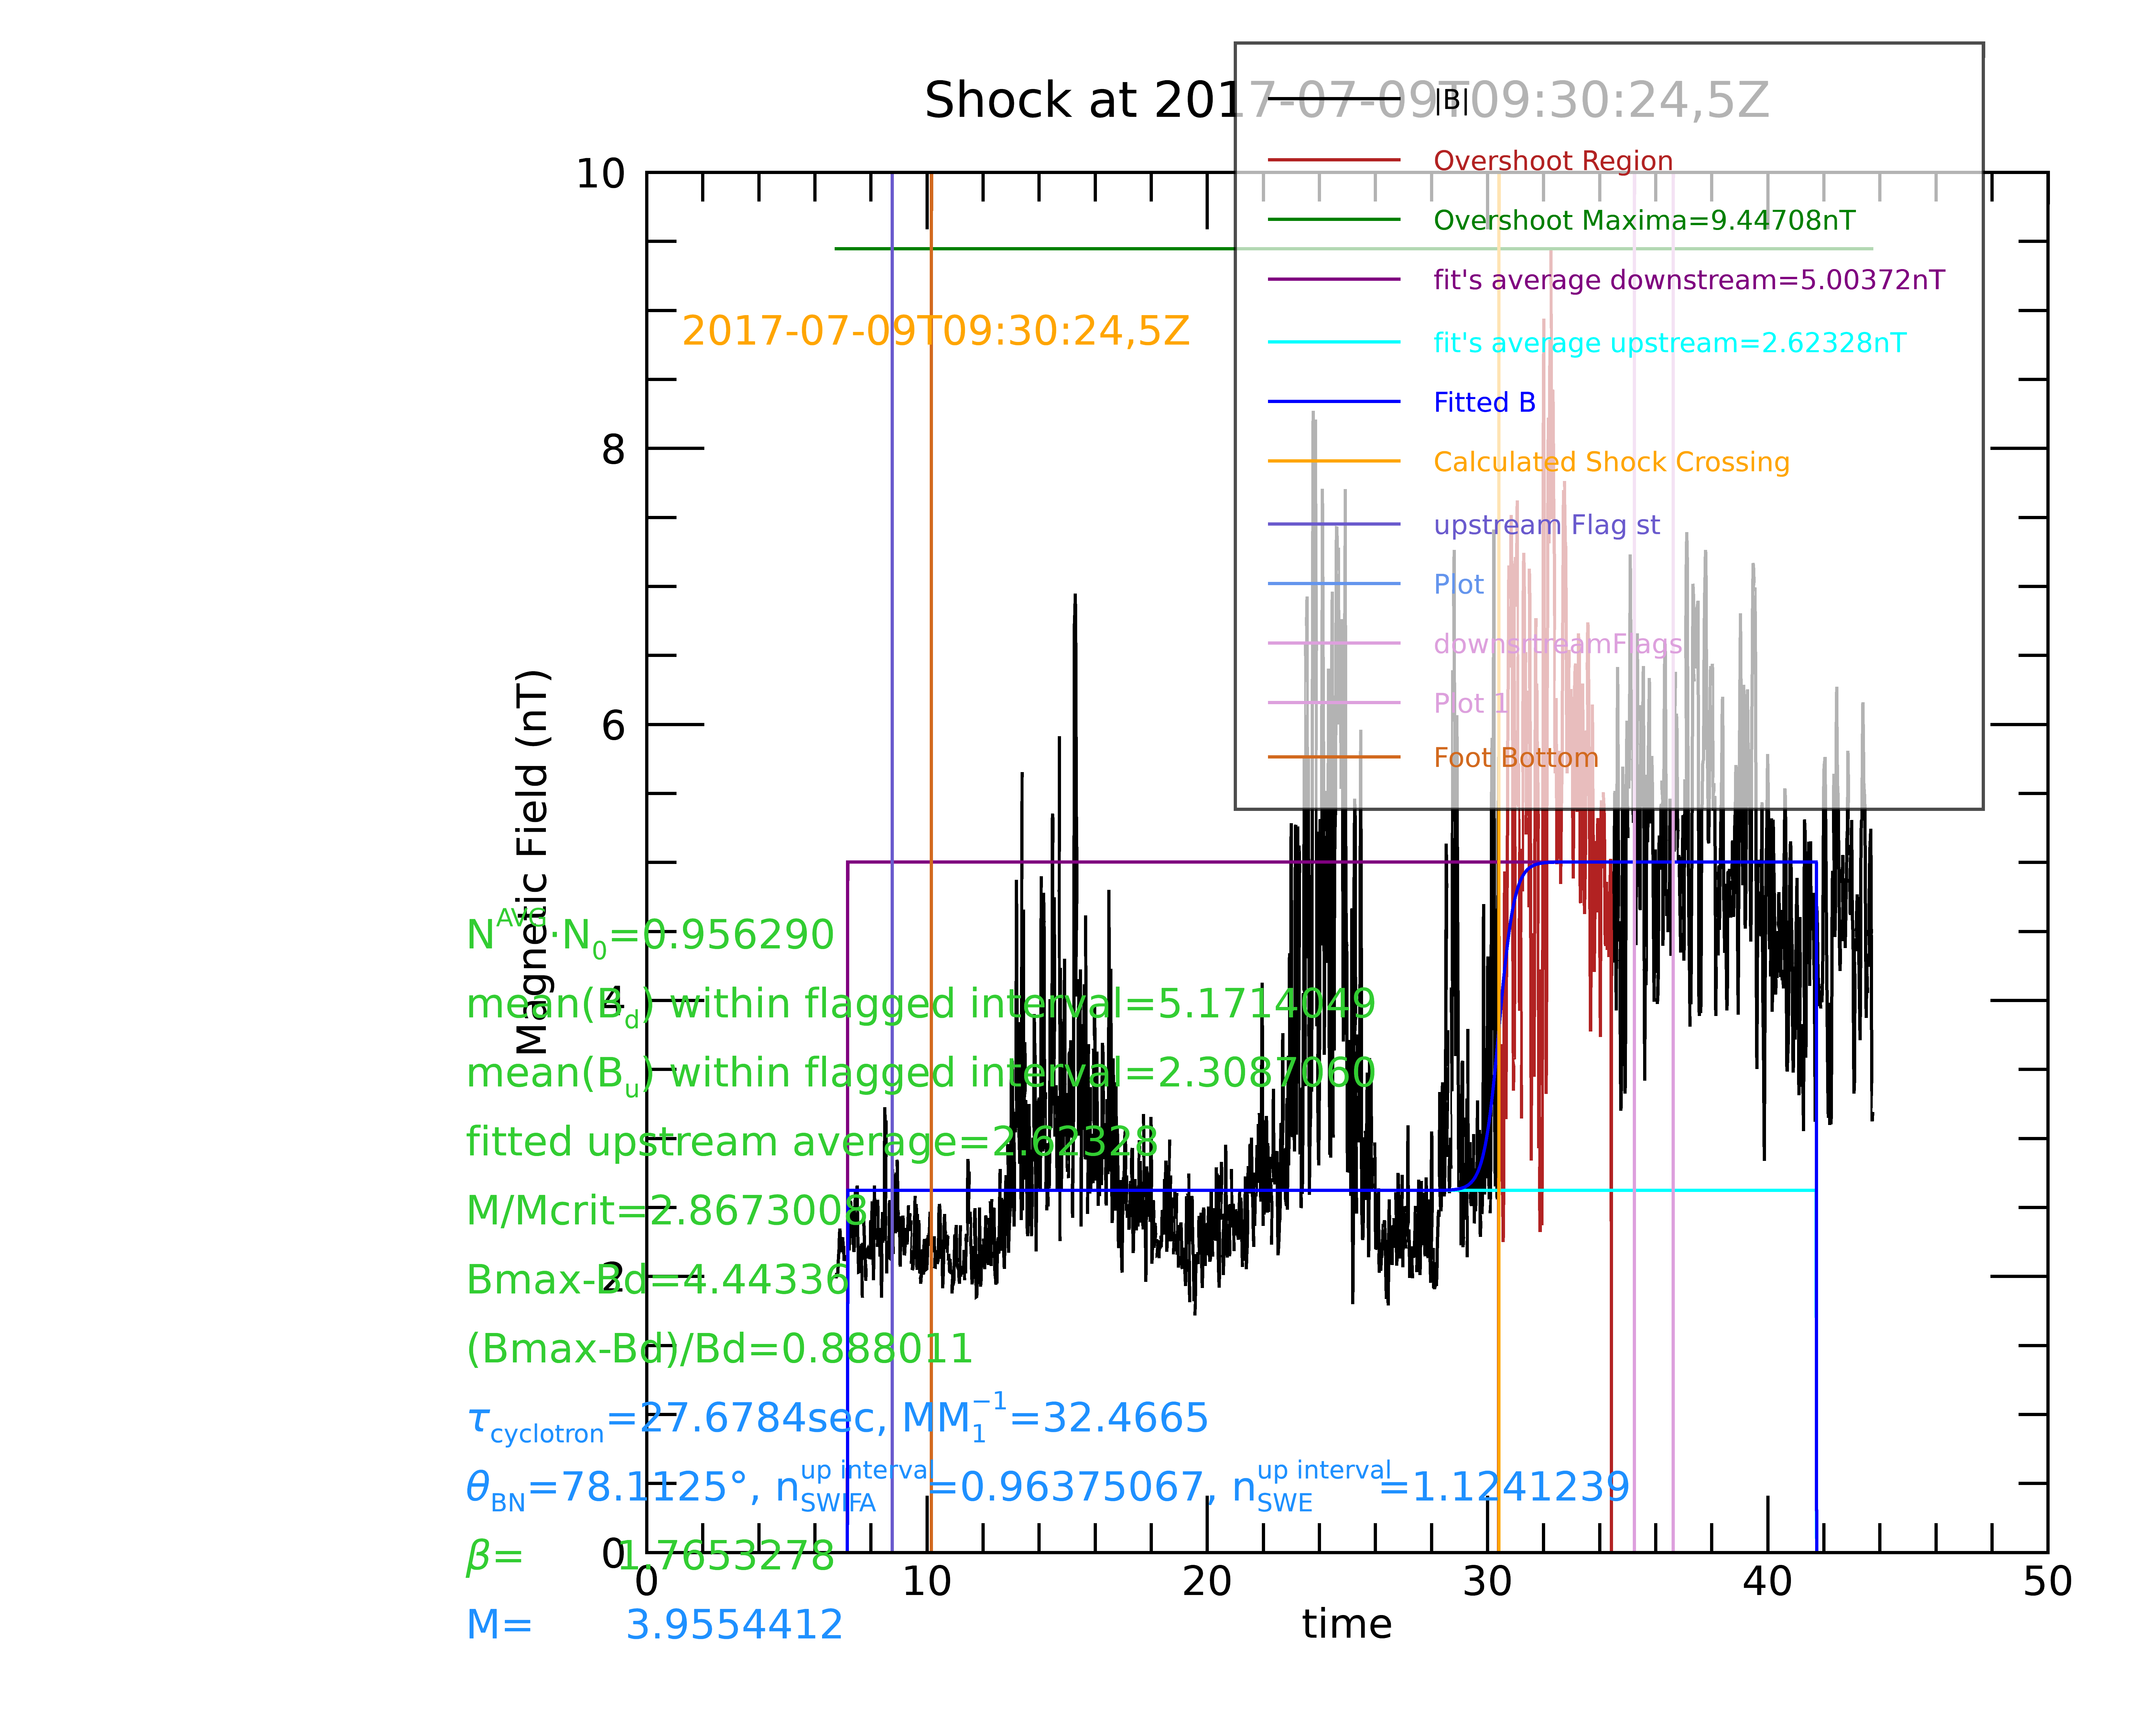 Shock at 2017-07-09T09:30:24,5Z
|B|
Overshoot Region
Overshoot Maxima=9.44708nT
fit's average downstream=5.00372nT
fit's average upstream=2.62328nT
Fitted B
Calculated Shock Crossing
upstream Flag st
Plot
downsrtreamFlags
Plot 1
Foot Bottom
2017-07-09T09:30:24,5Z
Magnetic Field (nT)
10
8
6
4
2
0
N^AVG·N_0=0.956290
mean(B_d) within flagged interval=5.1714049
mean(B_u) within flagged interval=2.3087060
fitted upstream average=2.62328
M/Mcrit=2.8673008
Bmax-Bd=4.44336
(Bmax-Bd)/Bd=0.888011
τ_cyclotron=27.6784sec, MM_1^−1=32.4665
θ_BN=78.1125°, n_SWIFA^up interval=0.96375067, n_SWE^up interval=1.1241239
β= 1.7653278
M= 3.9554412
0 10 20 30 40 50
time